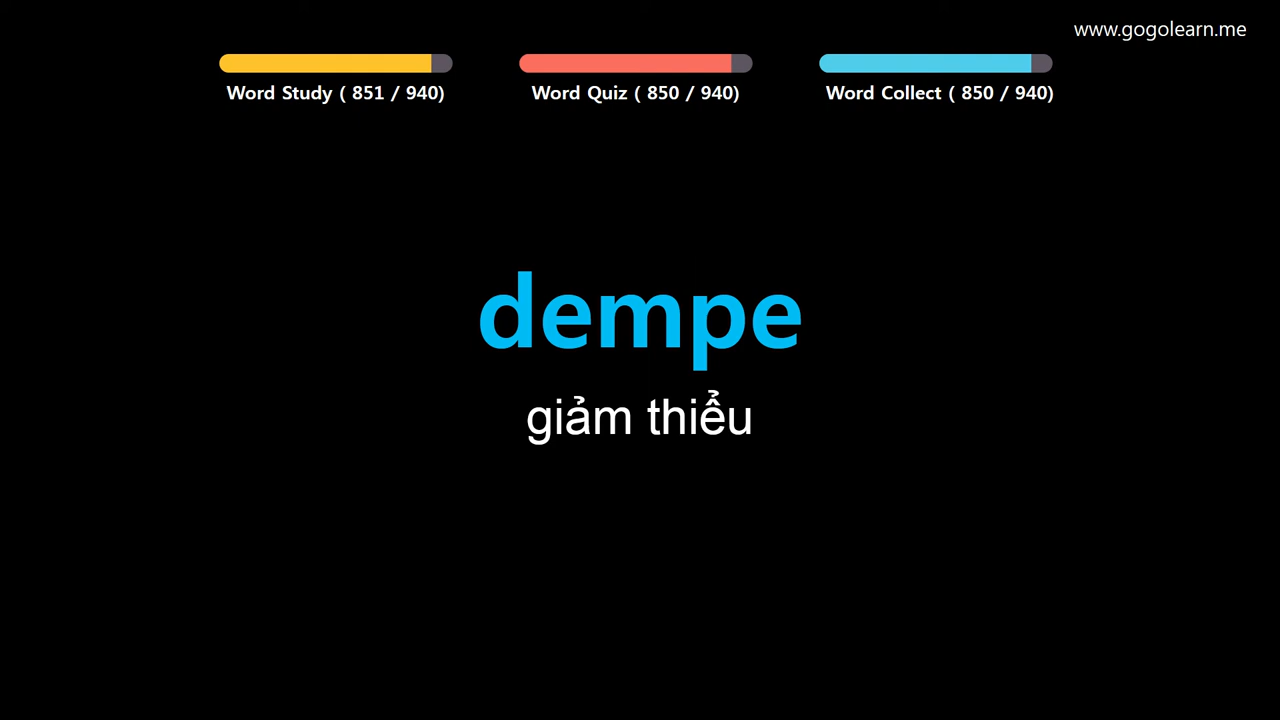 www.gogolearn.me
Word Study ( 851 / 940)
Word Quiz ( 850 / 940)
Word Collect ( 850 / 940)
dempe
giảm thiểu